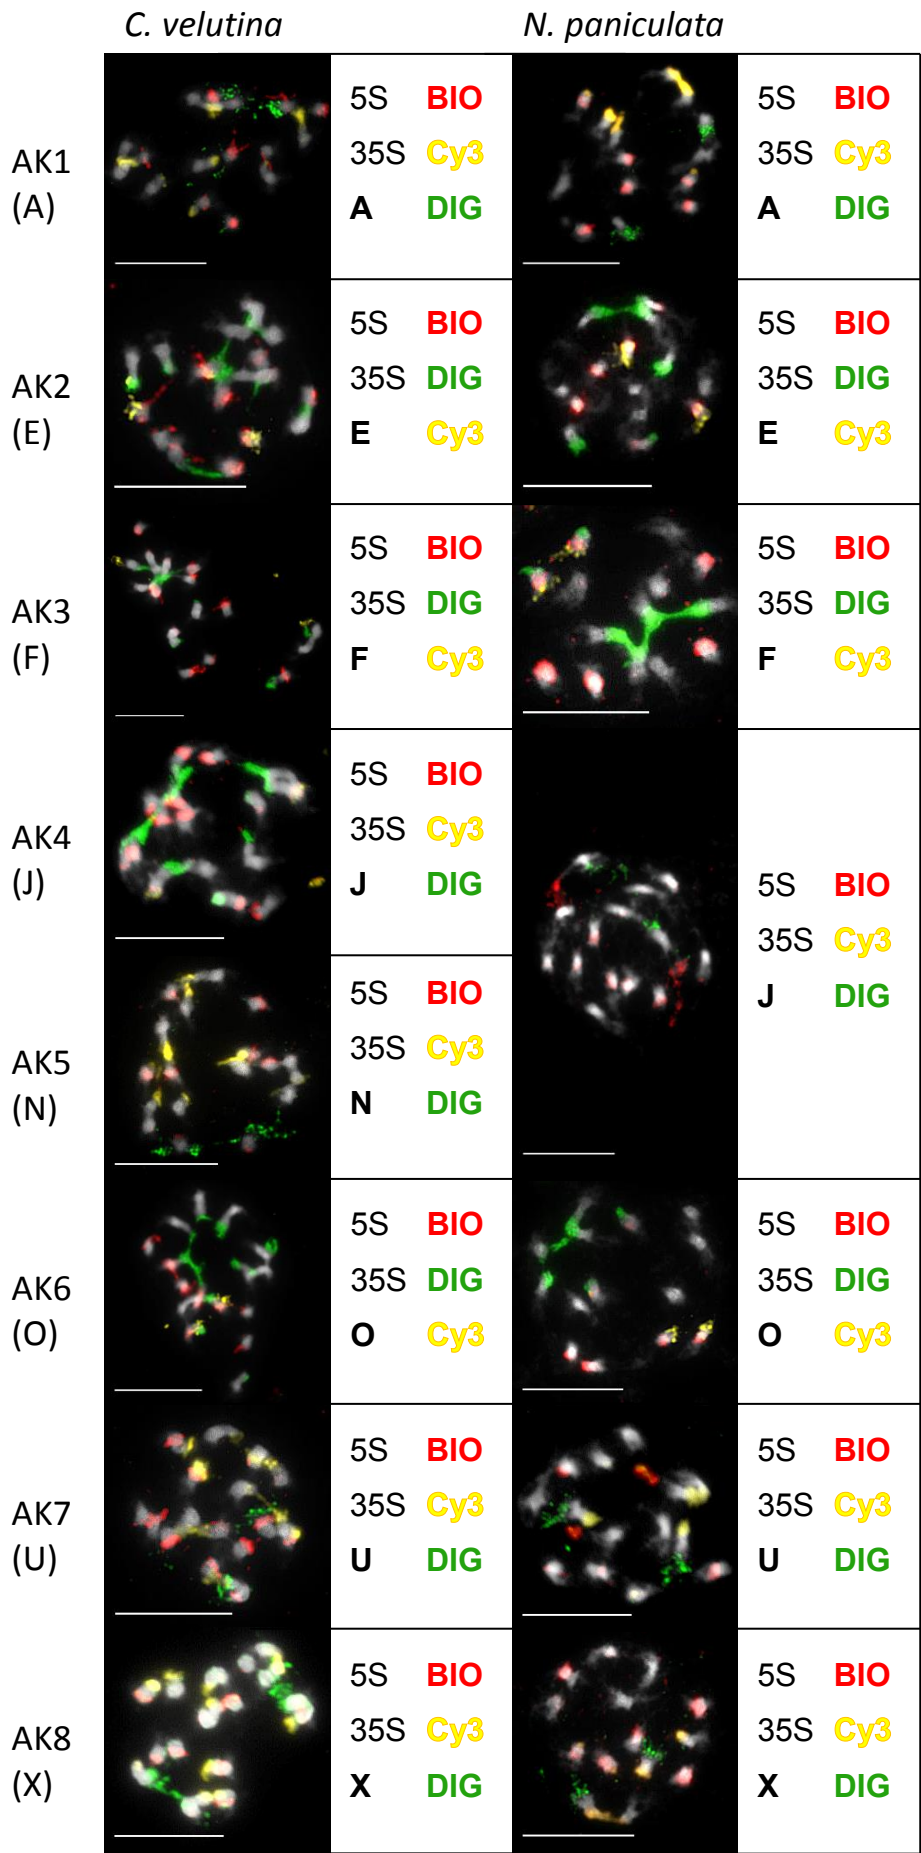 C. velutina N. paniculata
AK1
(A)
5S BIO
35S Cy3
A DIG
5S BIO
35S Cy3
A DIG
AK2
(E)
5S BIO
35S DIG
E Cy3
5S BIO
35S DIG
E Cy3
AK3
(F)
5S BIO
35S DIG
F Cy3
5S BIO
35S DIG
F Cy3
AK4
(J)
5S BIO
35S Cy3
J DIG
5S BIO
35S Cy3
J DIG
AK5
(N)
5S BIO
35S Cy3
N DIG
AK6
(O)
5S BIO
35S DIG
O Cy3
5S BIO
35S DIG
O Cy3
AK7
(U)
5S BIO
35S Cy3
U DIG
5S BIO
35S Cy3
U DIG
AK8
(X)
5S BIO
35S Cy3
X DIG
5S BIO
35S Cy3
X DIG